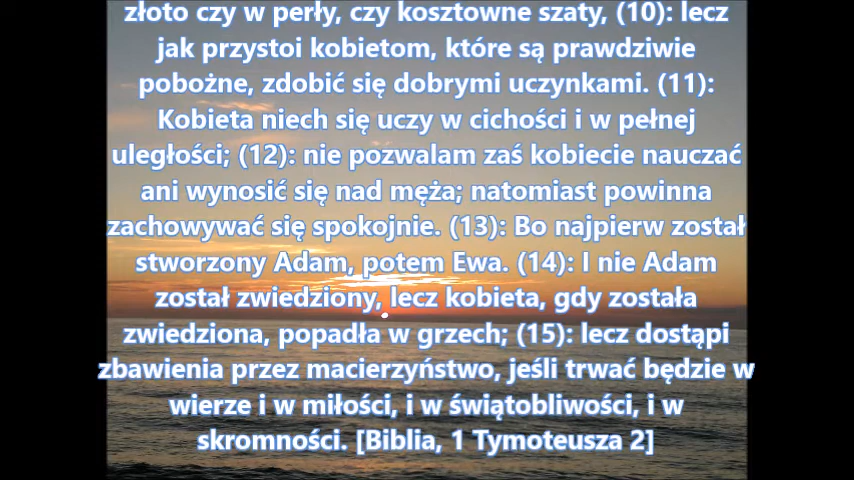 złoto czy w perły, czy kosztowne szaty, (10): lecz
jak przystoi kobietom, które są prawdziwie
pobożne, zdobić się dobrymi uczynkami. (11):
Kobieta niech się uczy w cichości i w pełnej
uległości; (12): nie pozwalam zaś kobiecie nauczać
ani wynosić się nad męża; natomiast powinna
zachowywać się spokojnie. (13): Bo najpierw został
stworzony Adam, potem Ewa. (14): I nie Adam
został zwiedziony, lecz kobieta, gdy została
zwiedziona, popadła w grzech; (15): lecz dostąpi
zbawienia przez macierzyństwo, jeśli trwać będzie w
wierze i w miłości, i w świątobliwości, i w
skromności. [Biblia, 1 Tymoteusza 2]